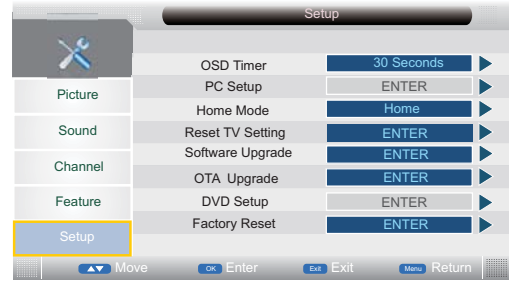 Setup
OSD Timer 30 Seconds
PC Setup ENTER
Home Mode Home
Reset TV Setting ENTER
Software Upgrade ENTER
OTA Upgrade ENTER
DVD Setup ENTER
Factory Reset ENTER
Picture
Sound
Channel
Feature
Setup
Move OK Enter Exit Exit Menu Return